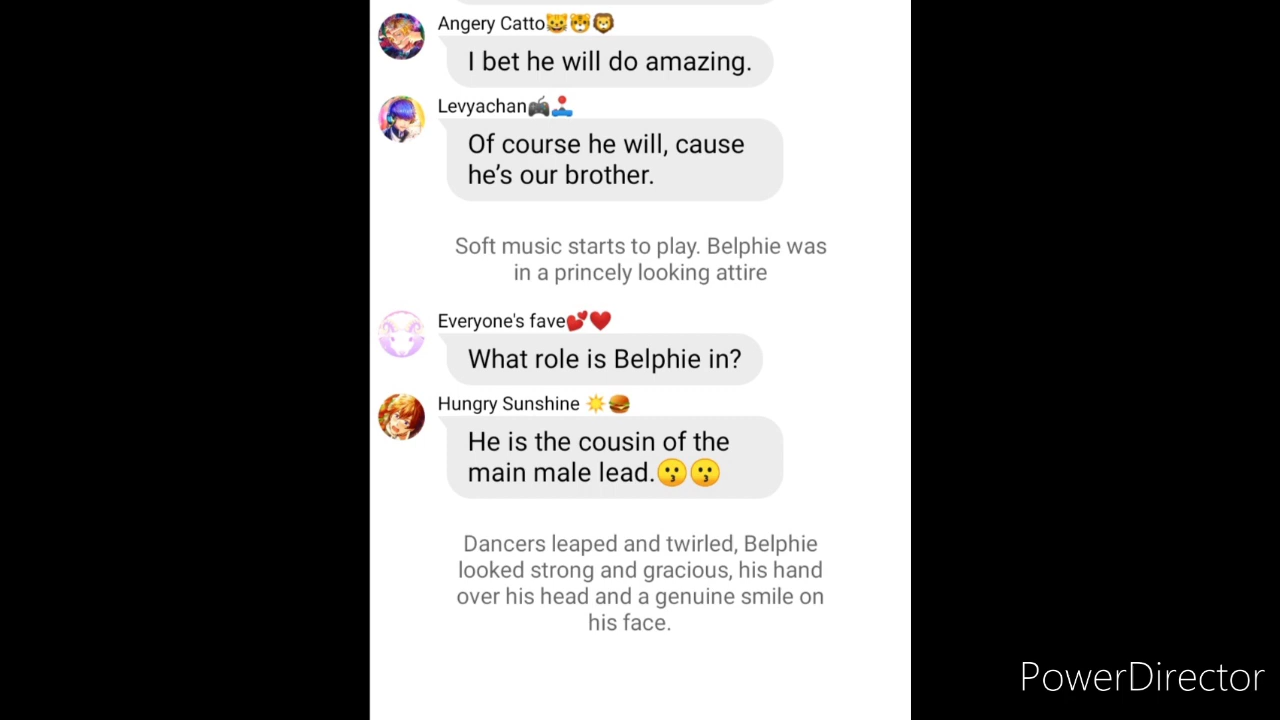 Angery Catto😺🐯🦁
I bet he will do amazing.
Levyachan🎮🕹️
Of course he will, cause
he's our brother.
Soft music starts to play. Belphie was
in a princely looking attire
Everyone's fave💕❤️
What role is Belphie in?
Hungry Sunshine ☀️🍔
He is the cousin of the
main male lead.😗😗
Dancers leaped and twirled, Belphie
looked strong and gracious, his hand
over his head and a genuine smile on
his face.
PowerDirector